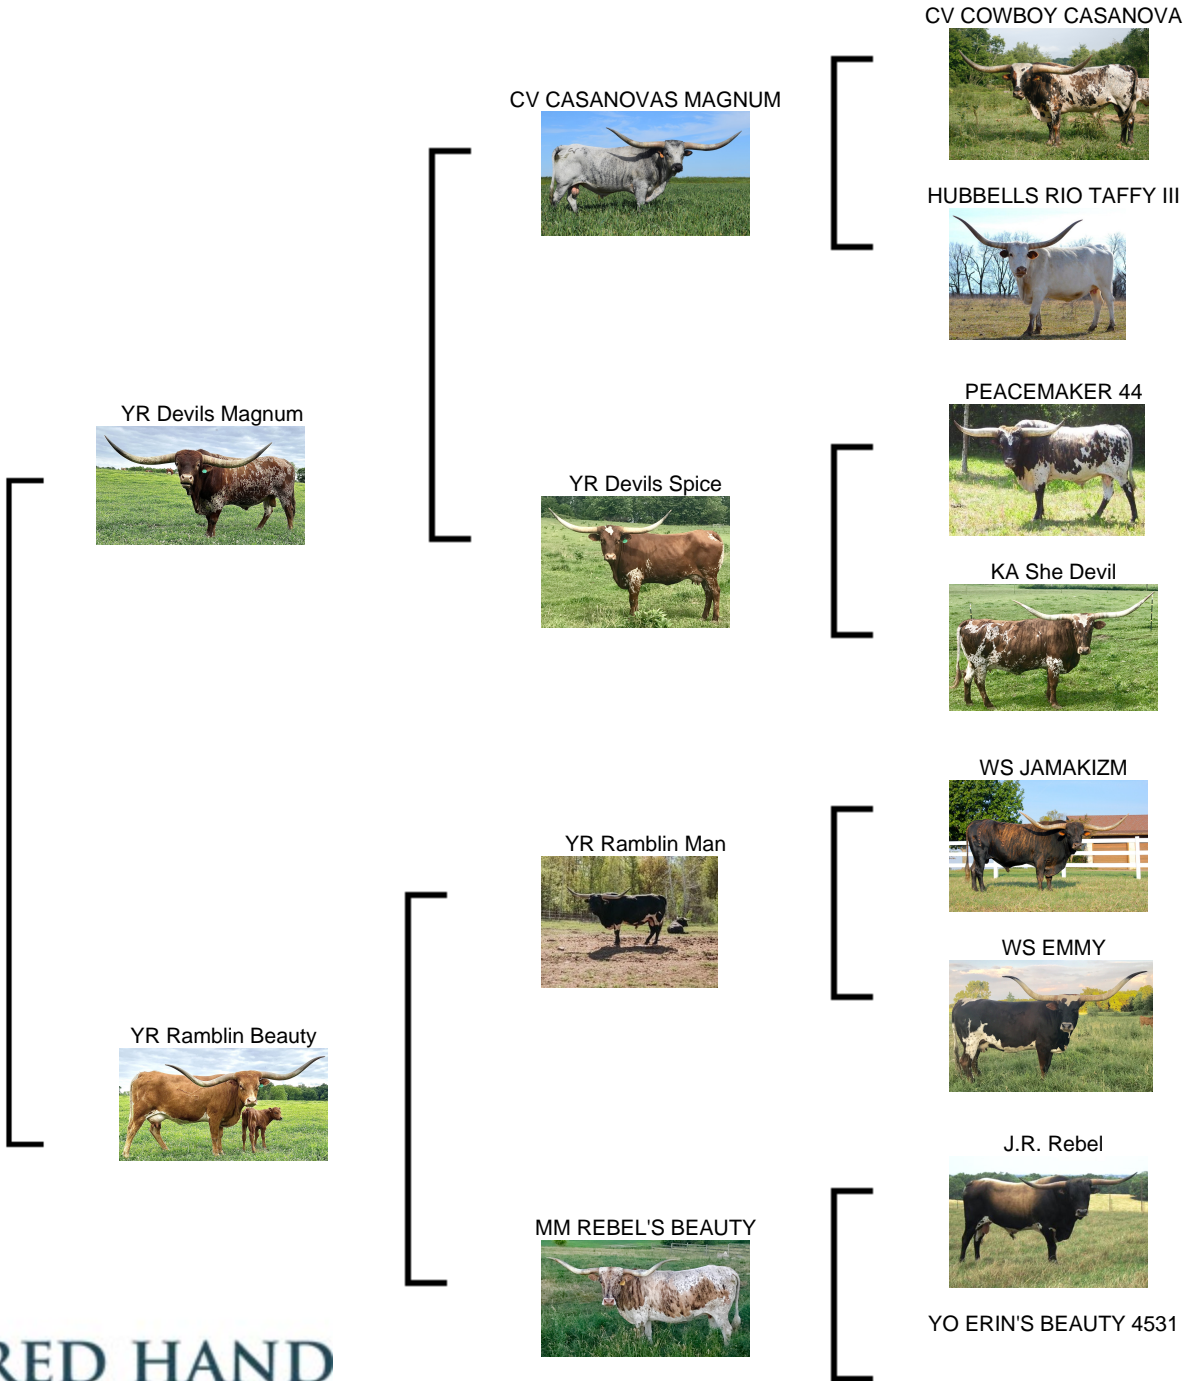 CV COWBOY CASANOVA
CV CASANOVAS MAGNUM
HUBBELLS RIO TAFFY III
YR Devils Magnum
PEACEMAKER 44
YR Devils Spice
KA She Devil
WS JAMAKIZM
YR Ramblin Man
WS EMMY
YR Ramblin Beauty
J.R. Rebel
MM REBEL'S BEAUTY
YO ERIN'S BEAUTY 4531
RED HAND